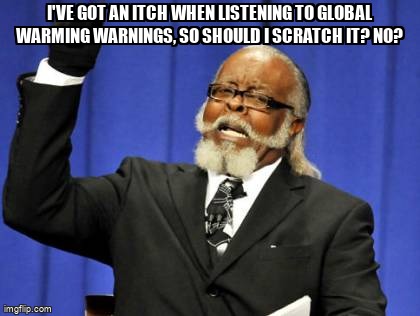 I'VE GOT AN ITCH WHEN LISTENING TO GLOBAL
WARMING WARNINGS, SO SHOULD I SCRATCH IT? NO?
imgflip.com